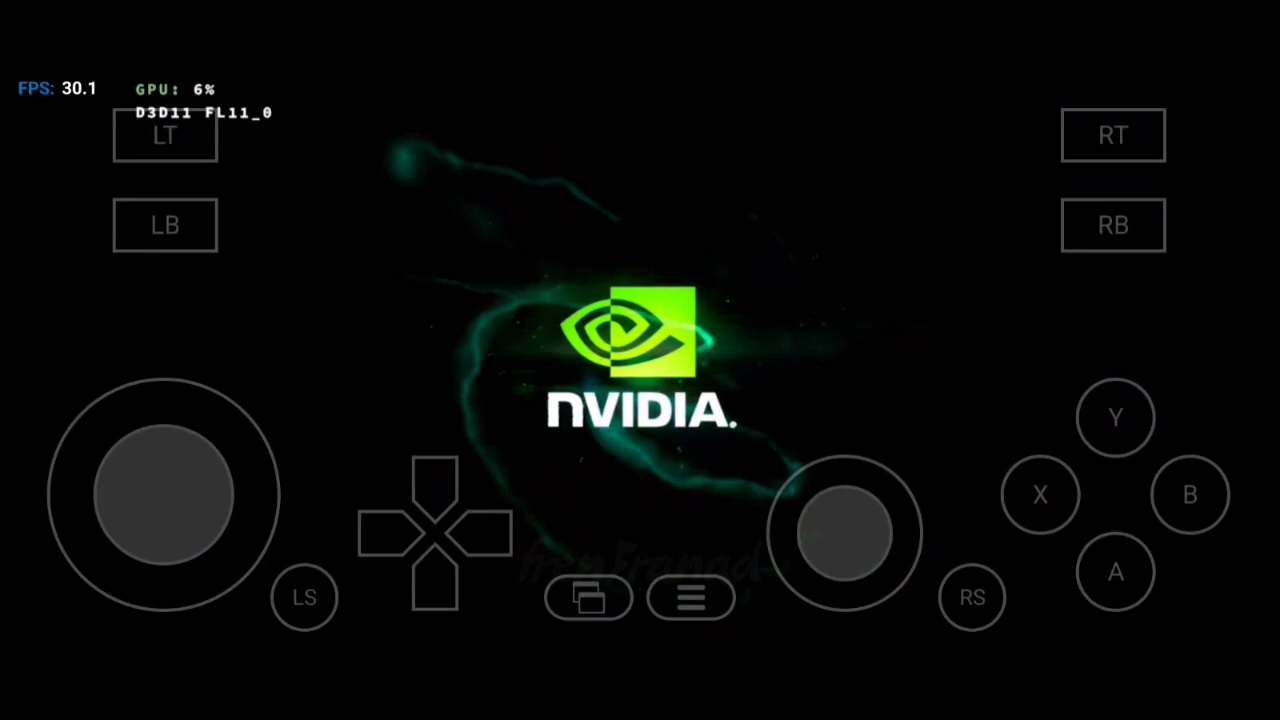 FPS: 30.1
GPU: 6%
D3D11 FL11_0
LT
RT
LB
RB
NVIDIA.
Y
X
B
A
LS
RS